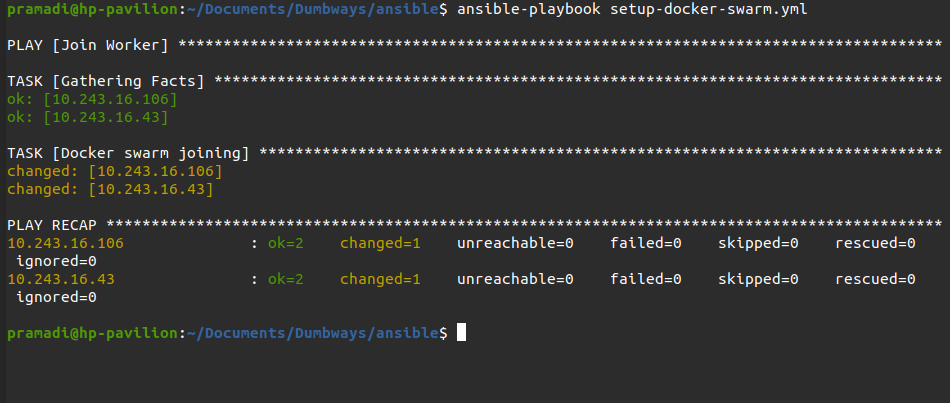 pramadi@hp-pavilion:~/Documents/Dumbways/ansible$ ansible-playbook setup-docker-swarm.yml
PLAY [Join Worker] *************************************************************************************
TASK [Gathering Facts] *********************************************************************************
ok: [10.243.16.106]
ok: [10.243.16.43]
TASK [Docker swarm joining] ****************************************************************************
changed: [10.243.16.106]
changed: [10.243.16.43]
PLAY RECAP *********************************************************************************************
10.243.16.106              : ok=2    changed=1    unreachable=0    failed=0    skipped=0    rescued=0
 ignored=0
10.243.16.43               : ok=2    changed=1    unreachable=0    failed=0    skipped=0    rescued=0
 ignored=0
pramadi@hp-pavilion:~/Documents/Dumbways/ansible$